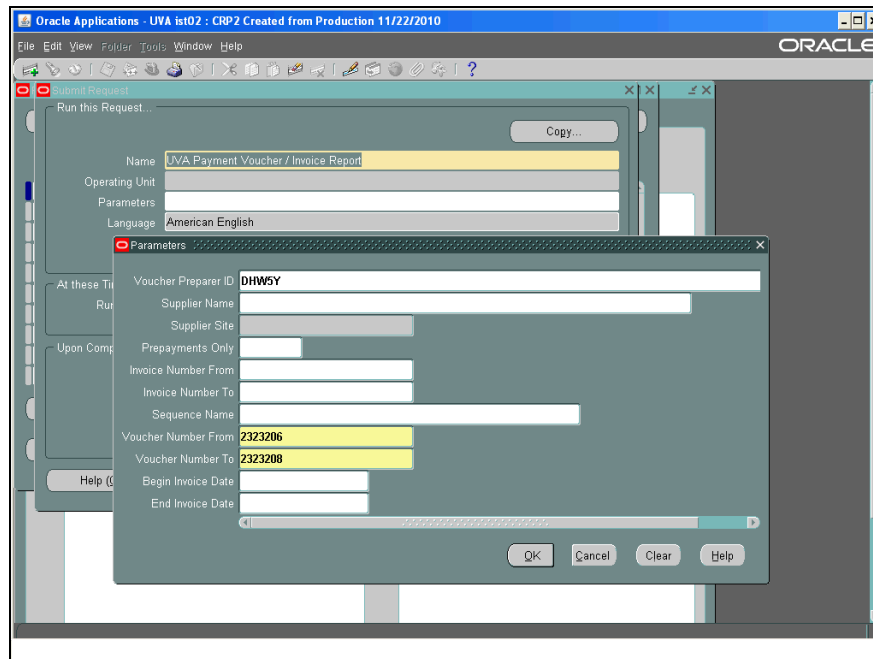 Oracle Applications - UVA ist02 : CRP2 Created from Production 11/22/2010
File Edit View Folder Tools Window Help
ORACLE
Submit Request
Run this Request...
Copy...
Name UVA Payment Voucher / Invoice Report
Operating Unit
Parameters
Language American English
Parameters
At these Ti
Ru
Upon Comp
Help (
Voucher Preparer ID DHW5Y
Supplier Name
Supplier Site
Prepayments Only
Invoice Number From
Invoice Number To
Sequence Name
Voucher Number From 2323206
Voucher Number To 2323208
Begin Invoice Date
End Invoice Date
OK Cancel Clear Help